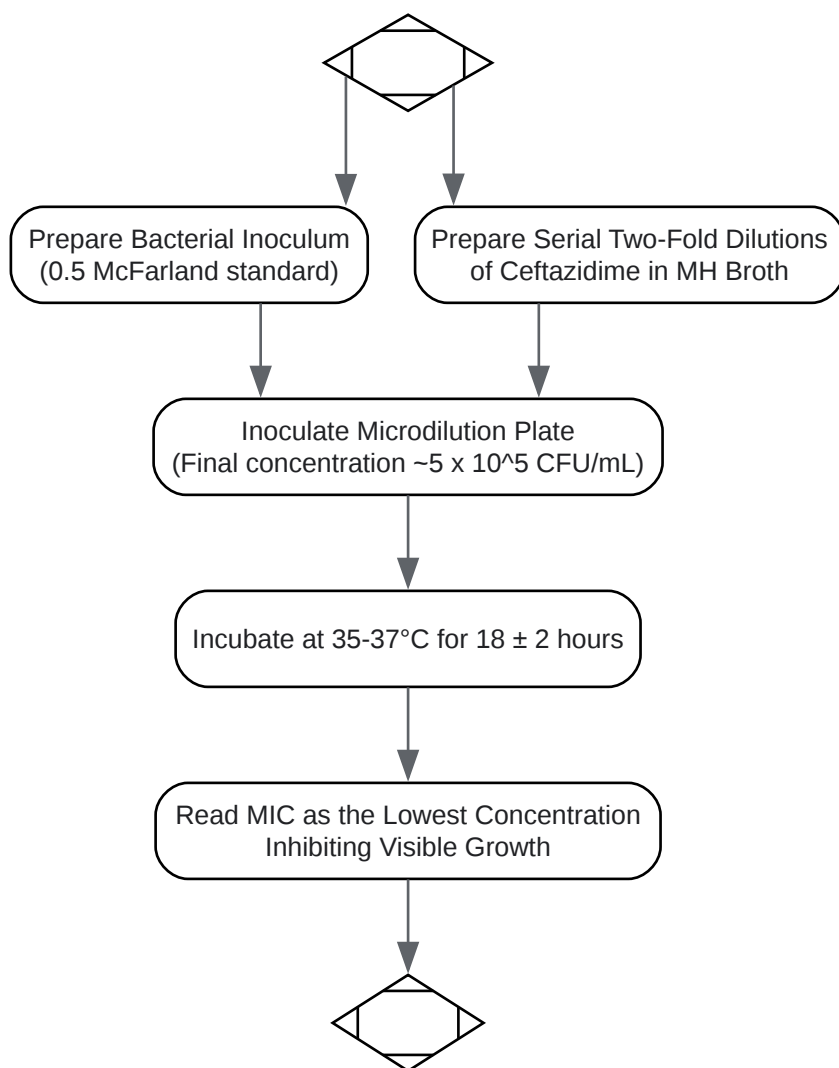 Prepare Bacterial Inoculum
(0.5 McFarland standard)
Prepare Serial Two-Fold Dilutions
of Ceftazidime in MH Broth
Inoculate Microdilution Plate
(Final concentration ~5 x 10^5 CFU/mL)
Incubate at 35-37°C for 18 ± 2 hours
Read MIC as the Lowest Concentration
Inhibiting Visible Growth